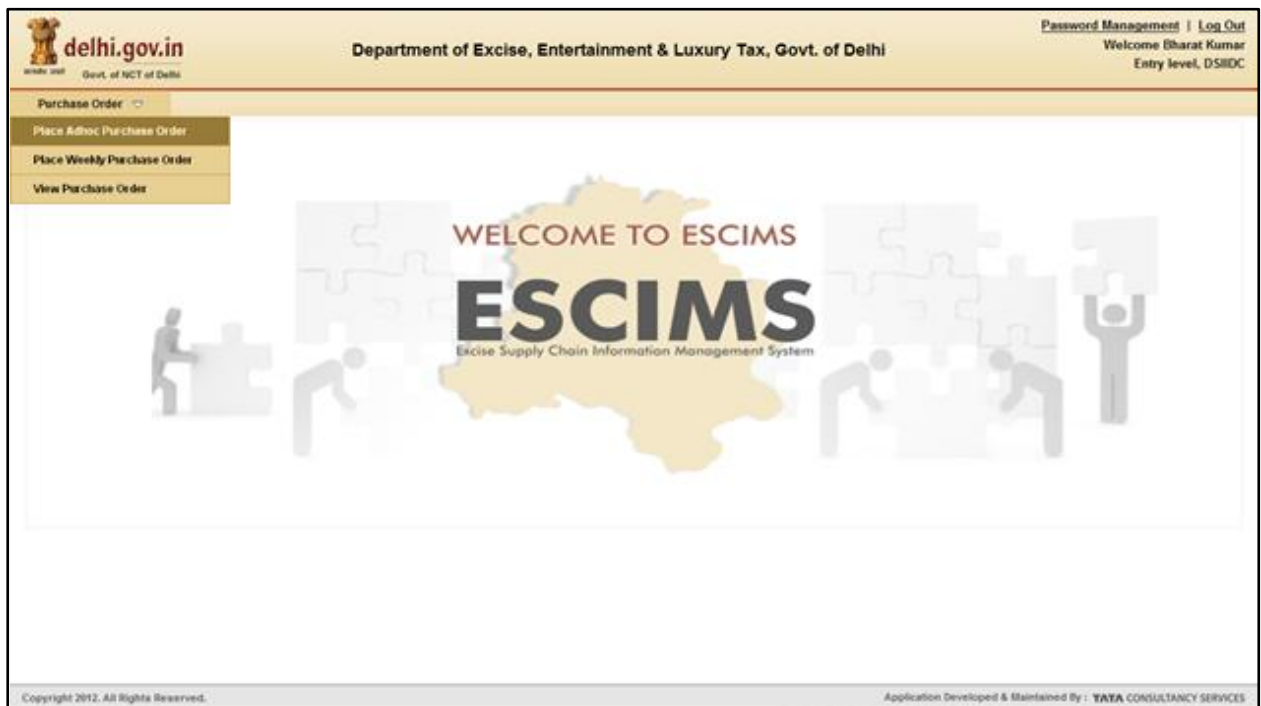 delhi.gov.in
Govt. of NCT of Delhi
Department of Excise, Entertainment & Luxury Tax, Govt. of Delhi
Password Management | Log Out
Welcome Bharat Kumar
Entry level, DSIIDC
Purchase Order
Place Adhoc Purchase Order
Place Weekly Purchase Order
View Purchase Order
WELCOME TO ESCIMS
ESCIMS
Excise Supply Chain Information Management System
Copyright 2012. All Rights Reserved.
Application Developed & Maintained By : TATA CONSULTANCY SERVICES